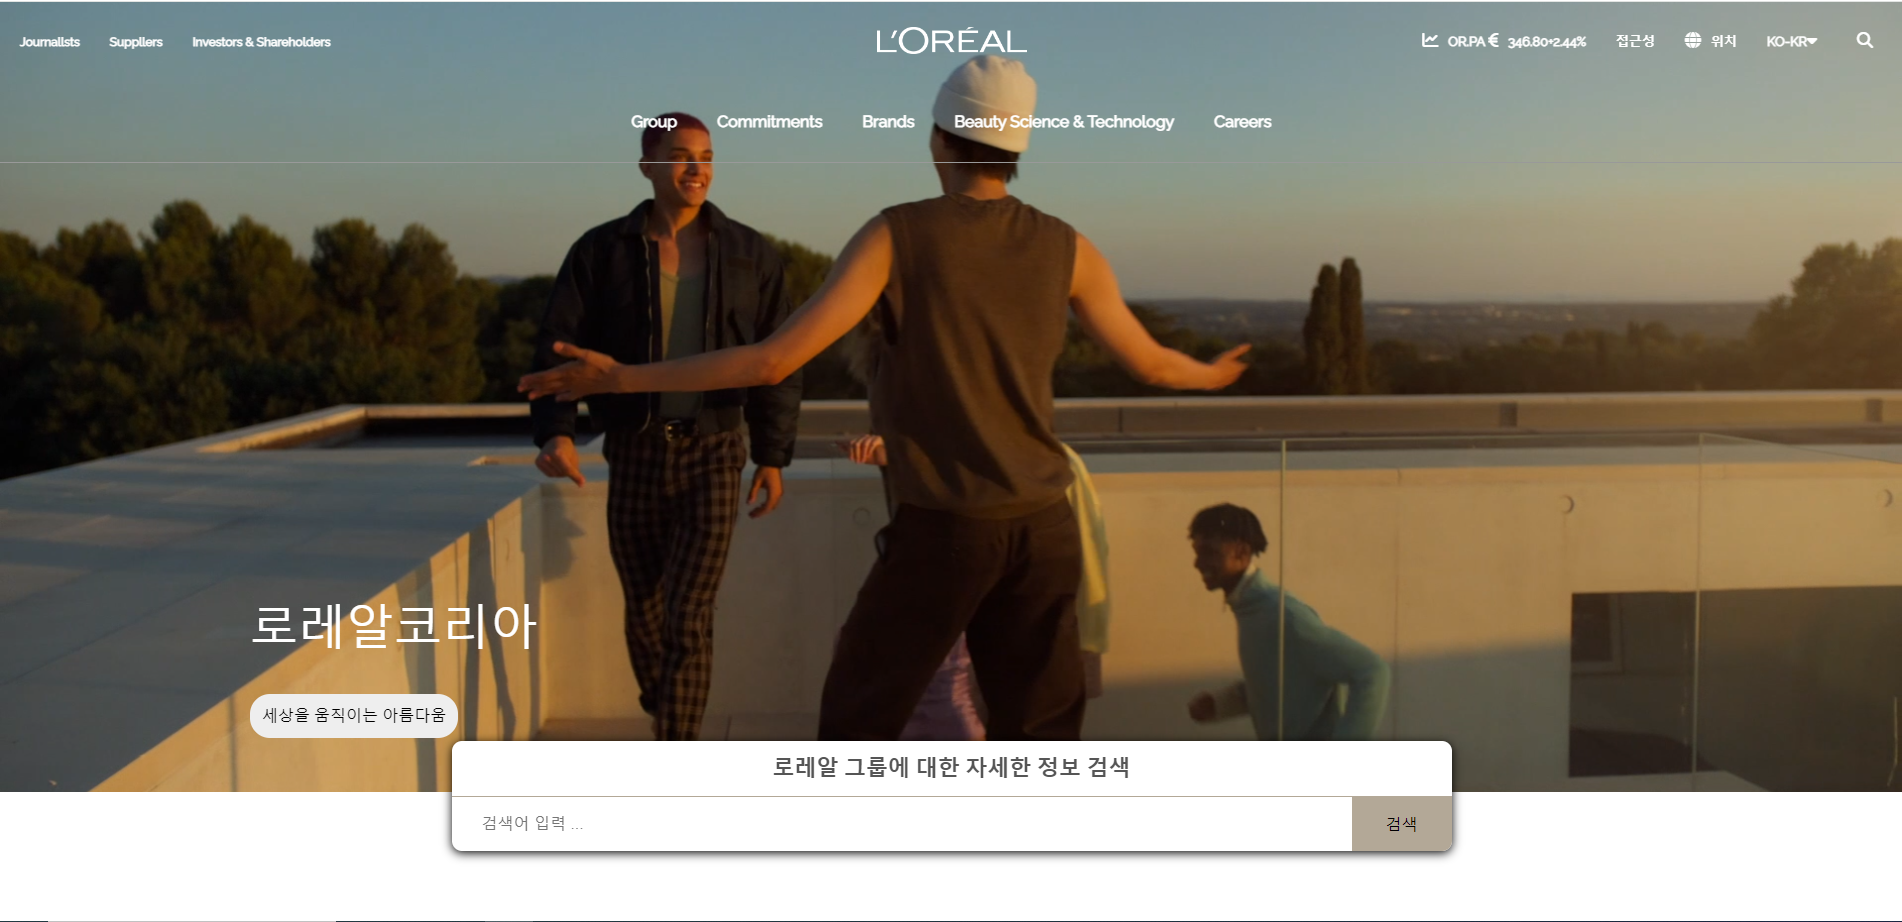 Journalists Suppliers Investors & Shareholders
L'ORÉAL
OR.PA € 346.80+2.44% 접근성 위치 KO-KR
Group Commitments Brands Beauty Science & Technology Careers
로레알코리아
세상을 움직이는 아름다움
로레알 그룹에 대한 자세한 정보 검색
검색어 입력 ... 검색